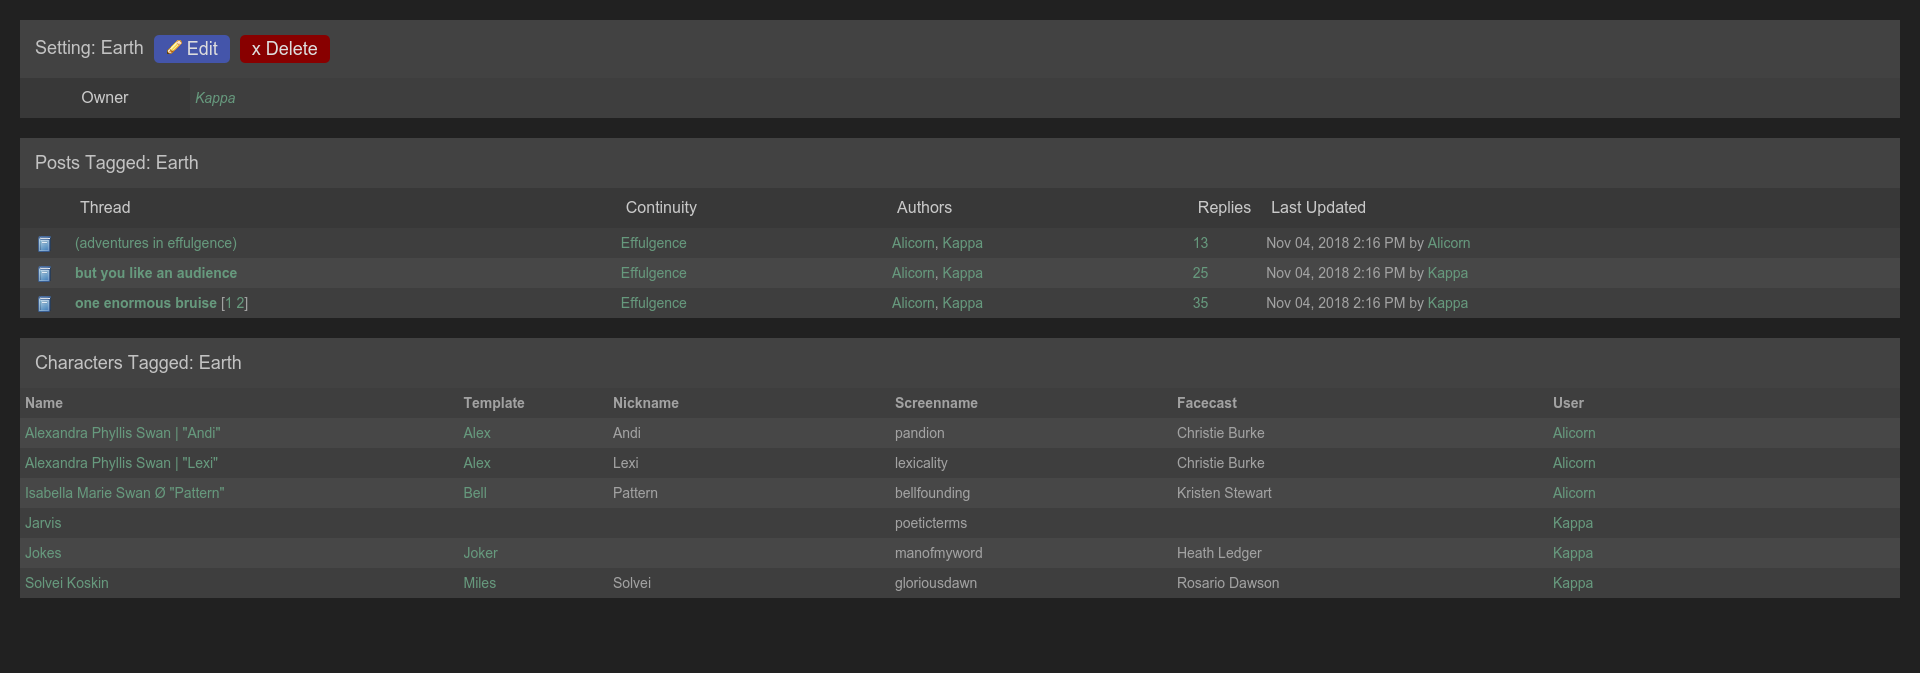 Setting: Earth Edit x Delete
Owner Kappa
Posts Tagged: Earth
Thread Continuity Authors Replies Last Updated
(adventures in effulgence) Effulgence Alicorn, Kappa 13 Nov 04, 2018 2:16 PM by Alicorn
but you like an audience Effulgence Alicorn, Kappa 25 Nov 04, 2018 2:16 PM by Kappa
one enormous bruise [1 2] Effulgence Alicorn, Kappa 35 Nov 04, 2018 2:16 PM by Kappa
Characters Tagged: Earth
Name Template Nickname Screenname Facecast User
Alexandra Phyllis Swan | "Andi" Alex Andi pandion Christie Burke Alicorn
Alexandra Phyllis Swan | "Lexi" Alex Lexi lexicality Christie Burke Alicorn
Isabella Marie Swan Ø "Pattern" Bell Pattern bellfounding Kristen Stewart Alicorn
Jarvis poeticterms Kappa
Jokes Joker manofmyword Heath Ledger Kappa
Solvei Koskin Miles Solvei gloriousdawn Rosario Dawson Kappa